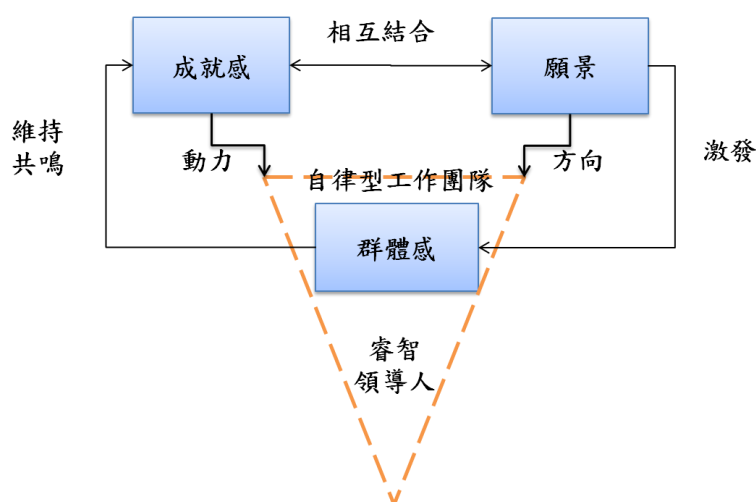 相互結合
成就感
願景
維持
共鳴
動力
方向
激發
自律型工作團隊
群體感
睿智
領導人